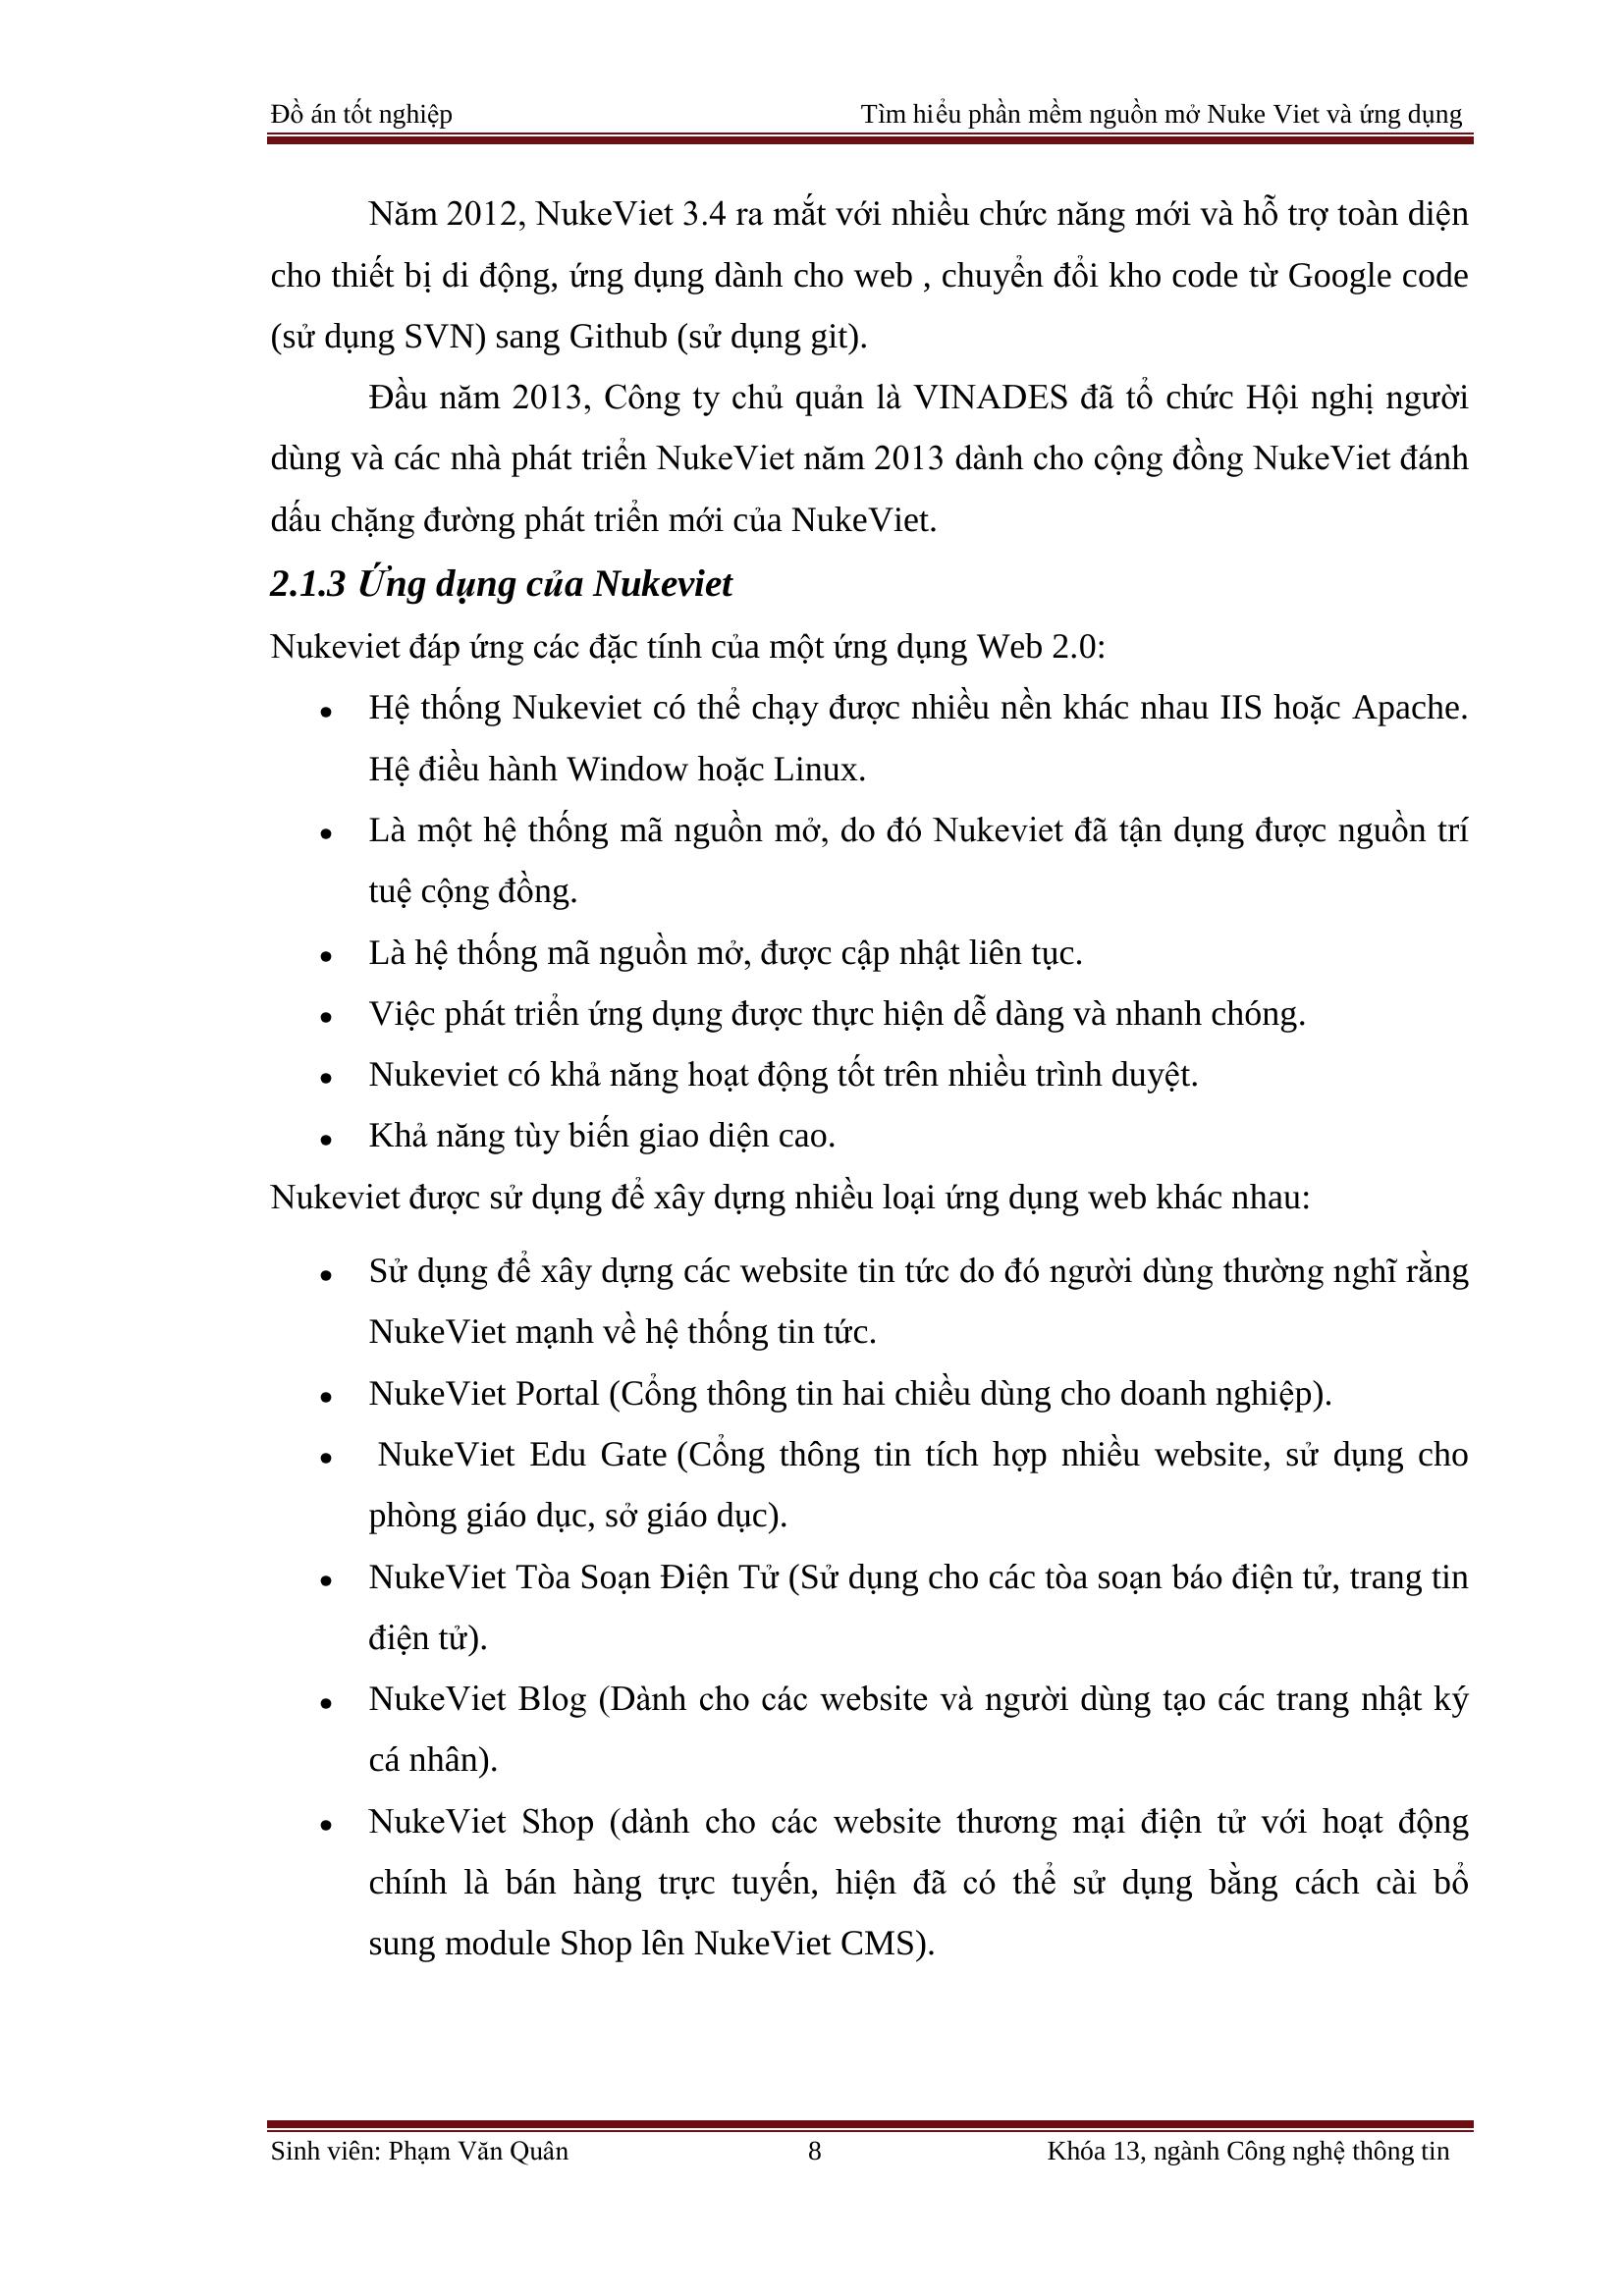 Đồ án tốt nghiệp Tìm hiểu phần mềm nguồn mở Nuke Viet và ứng dụng
Năm 2012, NukeViet 3.4 ra mắt với nhiều chức năng mới và hỗ trợ toàn diện
cho thiết bị di động, ứng dụng dành cho web , chuyển đổi kho code từ Google code
(sử dụng SVN) sang Github (sử dụng git).
Đầu năm 2013, Công ty chủ quản là VINADES đã tổ chức Hội nghị người
dùng và các nhà phát triển NukeViet năm 2013 dành cho cộng đồng NukeViet đánh
dấu chặng đường phát triển mới của NukeViet.
2.1.3 Ứng dụng của Nukeviet
Nukeviet đáp ứng các đặc tính của một ứng dụng Web 2.0:
• Hệ thống Nukeviet có thể chạy được nhiều nền khác nhau IIS hoặc Apache.
Hệ điều hành Window hoặc Linux.
• Là một hệ thống mã nguồn mở, do đó Nukeviet đã tận dụng được nguồn trí
tuệ cộng đồng.
• Là hệ thống mã nguồn mở, được cập nhật liên tục.
• Việc phát triển ứng dụng được thực hiện dễ dàng và nhanh chóng.
• Nukeviet có khả năng hoạt động tốt trên nhiều trình duyệt.
• Khả năng tùy biến giao diện cao.
Nukeviet được sử dụng để xây dựng nhiều loại ứng dụng web khác nhau:
• Sử dụng để xây dựng các website tin tức do đó người dùng thường nghĩ rằng
NukeViet mạnh về hệ thống tin tức.
• NukeViet Portal (Cổng thông tin hai chiều dùng cho doanh nghiệp).
• NukeViet Edu Gate (Cổng thông tin tích hợp nhiều website, sử dụng cho
phòng giáo dục, sở giáo dục).
• NukeViet Tòa Soạn Điện Tử (Sử dụng cho các tòa soạn báo điện tử, trang tin
điện tử).
• NukeViet Blog (Dành cho các website và người dùng tạo các trang nhật ký
cá nhân).
• NukeViet Shop (dành cho các website thương mại điện tử với hoạt động
chính là bán hàng trực tuyến, hiện đã có thể sử dụng bằng cách cài bổ
sung module Shop lên NukeViet CMS).
Sinh viên: Phạm Văn Quân 8 Khóa 13, ngành Công nghệ thông tin